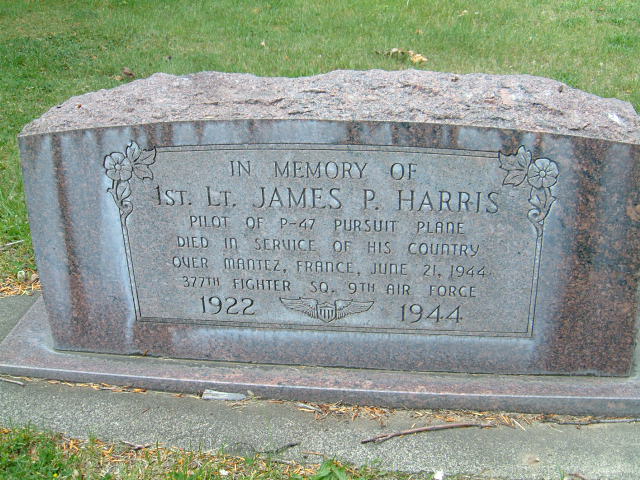 IN MEMORY OF
1ST. LT. JAMES P. HARRIS
PILOT OF P-47 PURSUIT PLANE
DIED IN SERVICE OF HIS COUNTRY
OVER MANTEZ, FRANCE, JUNE 21, 1944
377TH FIGHTER SQ. 9TH AIR FORCE
1922 1944